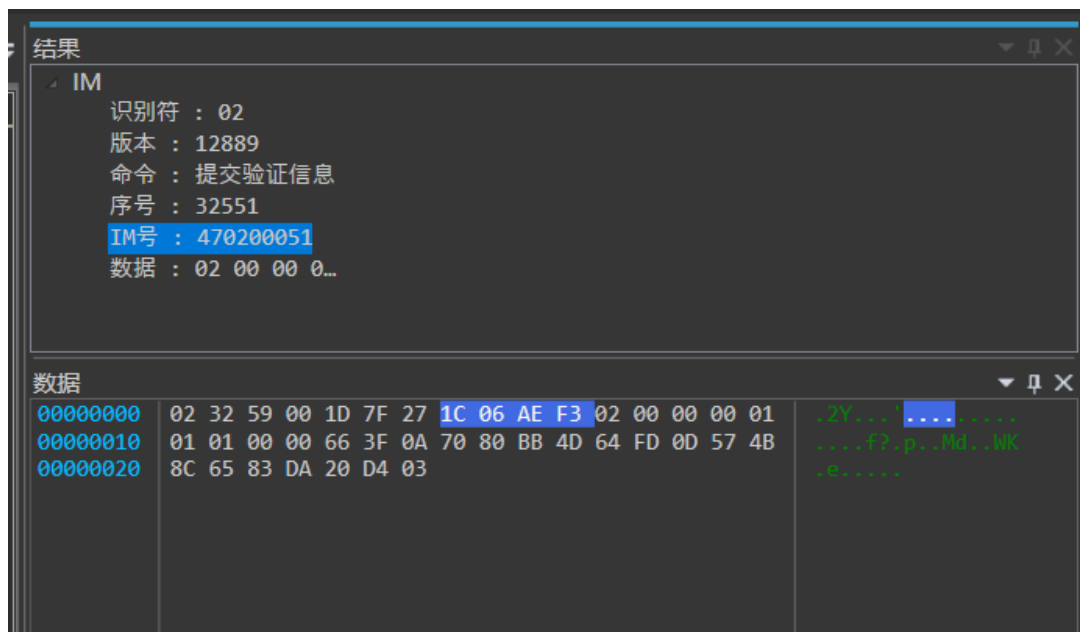 结果
IM
识别符 : 02
版本 : 12889
命令 : 提交验证信息
序号 : 32551
IM号 : 470200051
数据 : 02 00 00 0…
数据
00000000 02 32 59 00 1D 7F 27 1C 06 AE F3 02 00 00 00 01 .2Y...'.........
00000010 01 01 00 00 66 3F 0A 70 80 BB 4D 64 FD 0D 57 4B ....f?.p..Md..WK
00000020 8C 65 83 DA 20 D4 03 .e.....